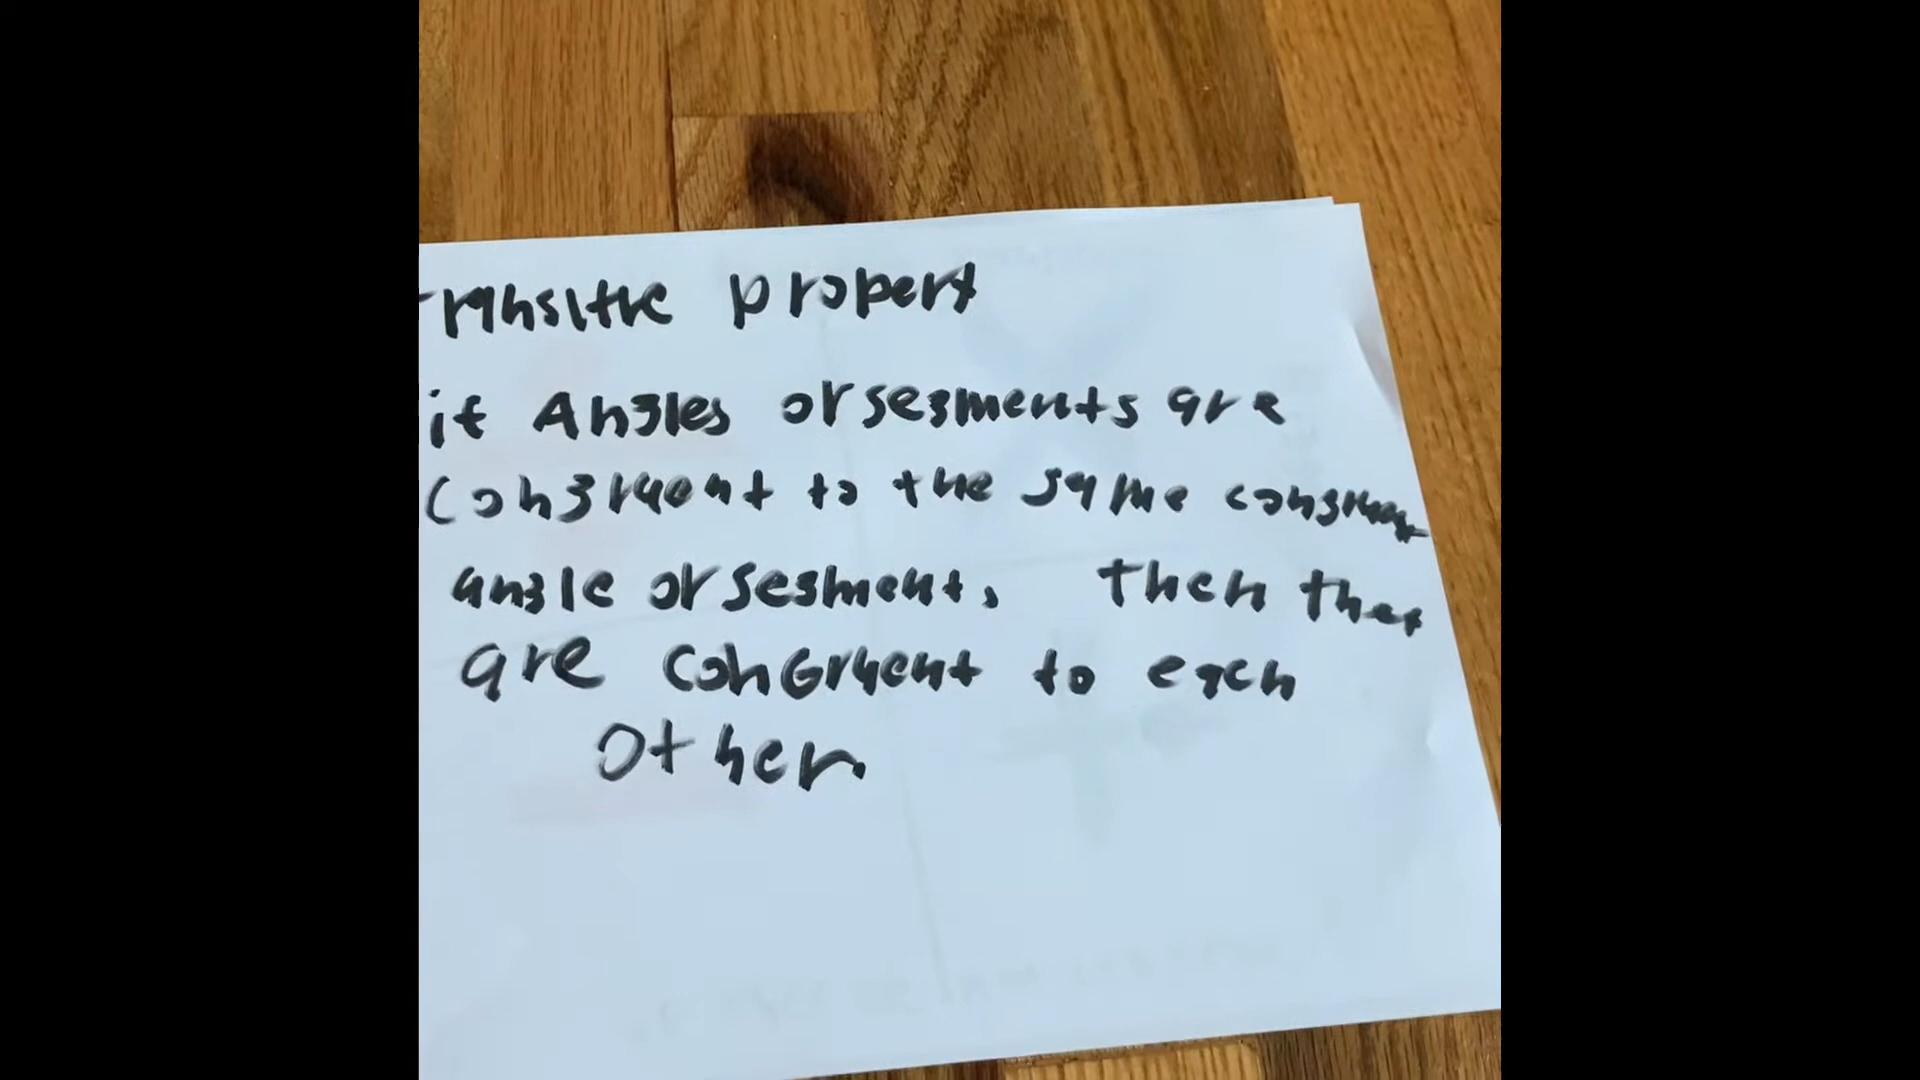 Transitive property
if Angles or segments are
congruent to the same congruent
angle or segment, then they
are conGruent to each
other.